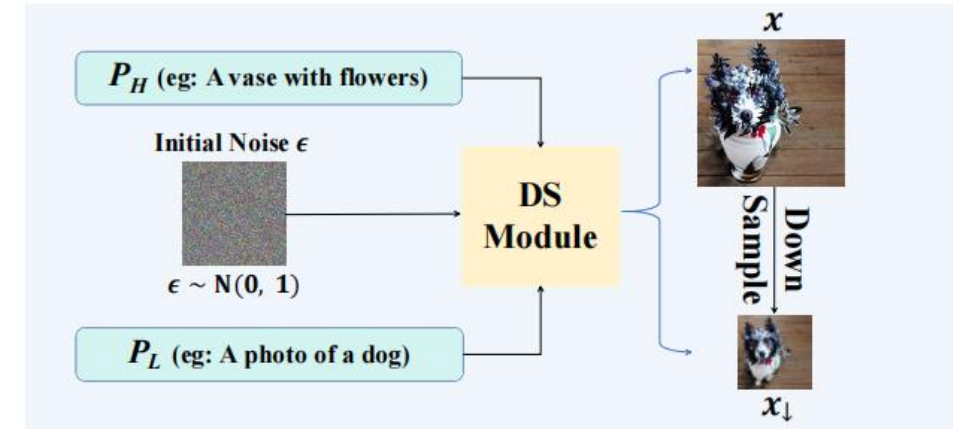 P_H (eg: A vase with flowers)
Initial Noise ϵ
ϵ ~ N(0, 1)
P_L (eg: A photo of a dog)
DS
Module
x
Down
Sample
x↓